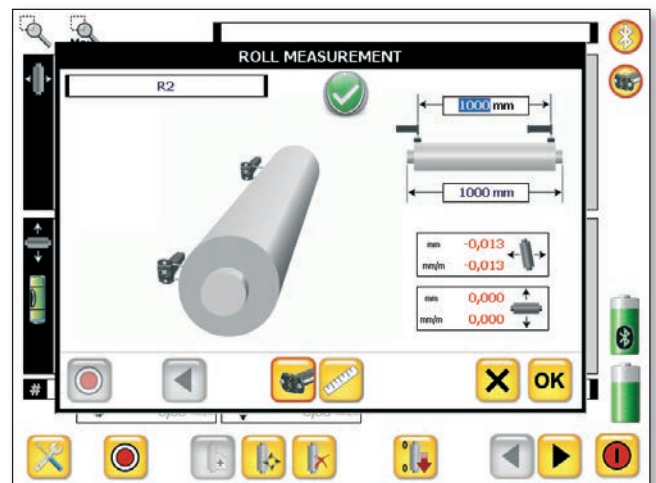 ROLL MEASUREMENT
R2
1000 mm
1000 mm
mm -0,013
mm/m -0,013
mm 0,000
mm/m 0,000
OK
#